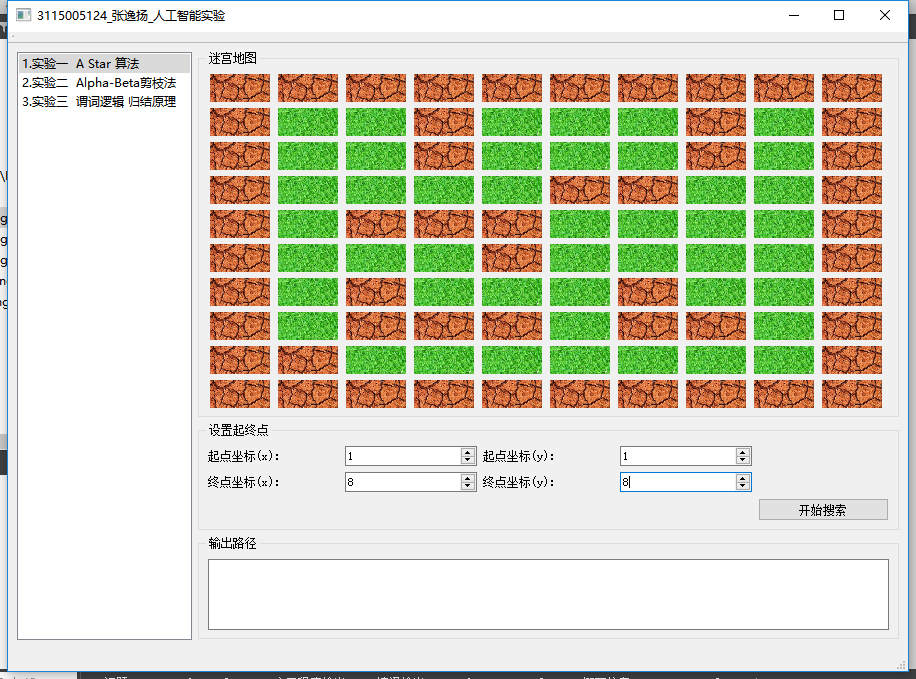 3115005124_张逸杨_人工智能实验
1.实验一 A Star 算法
2.实验二 Alpha-Beta剪枝法
3.实验三 谓词逻辑 归结原理
迷宫地图
设置起终点
起点坐标(x): 1 起点坐标(y): 1
终点坐标(x): 8 终点坐标(y): 8
开始搜索
输出路径